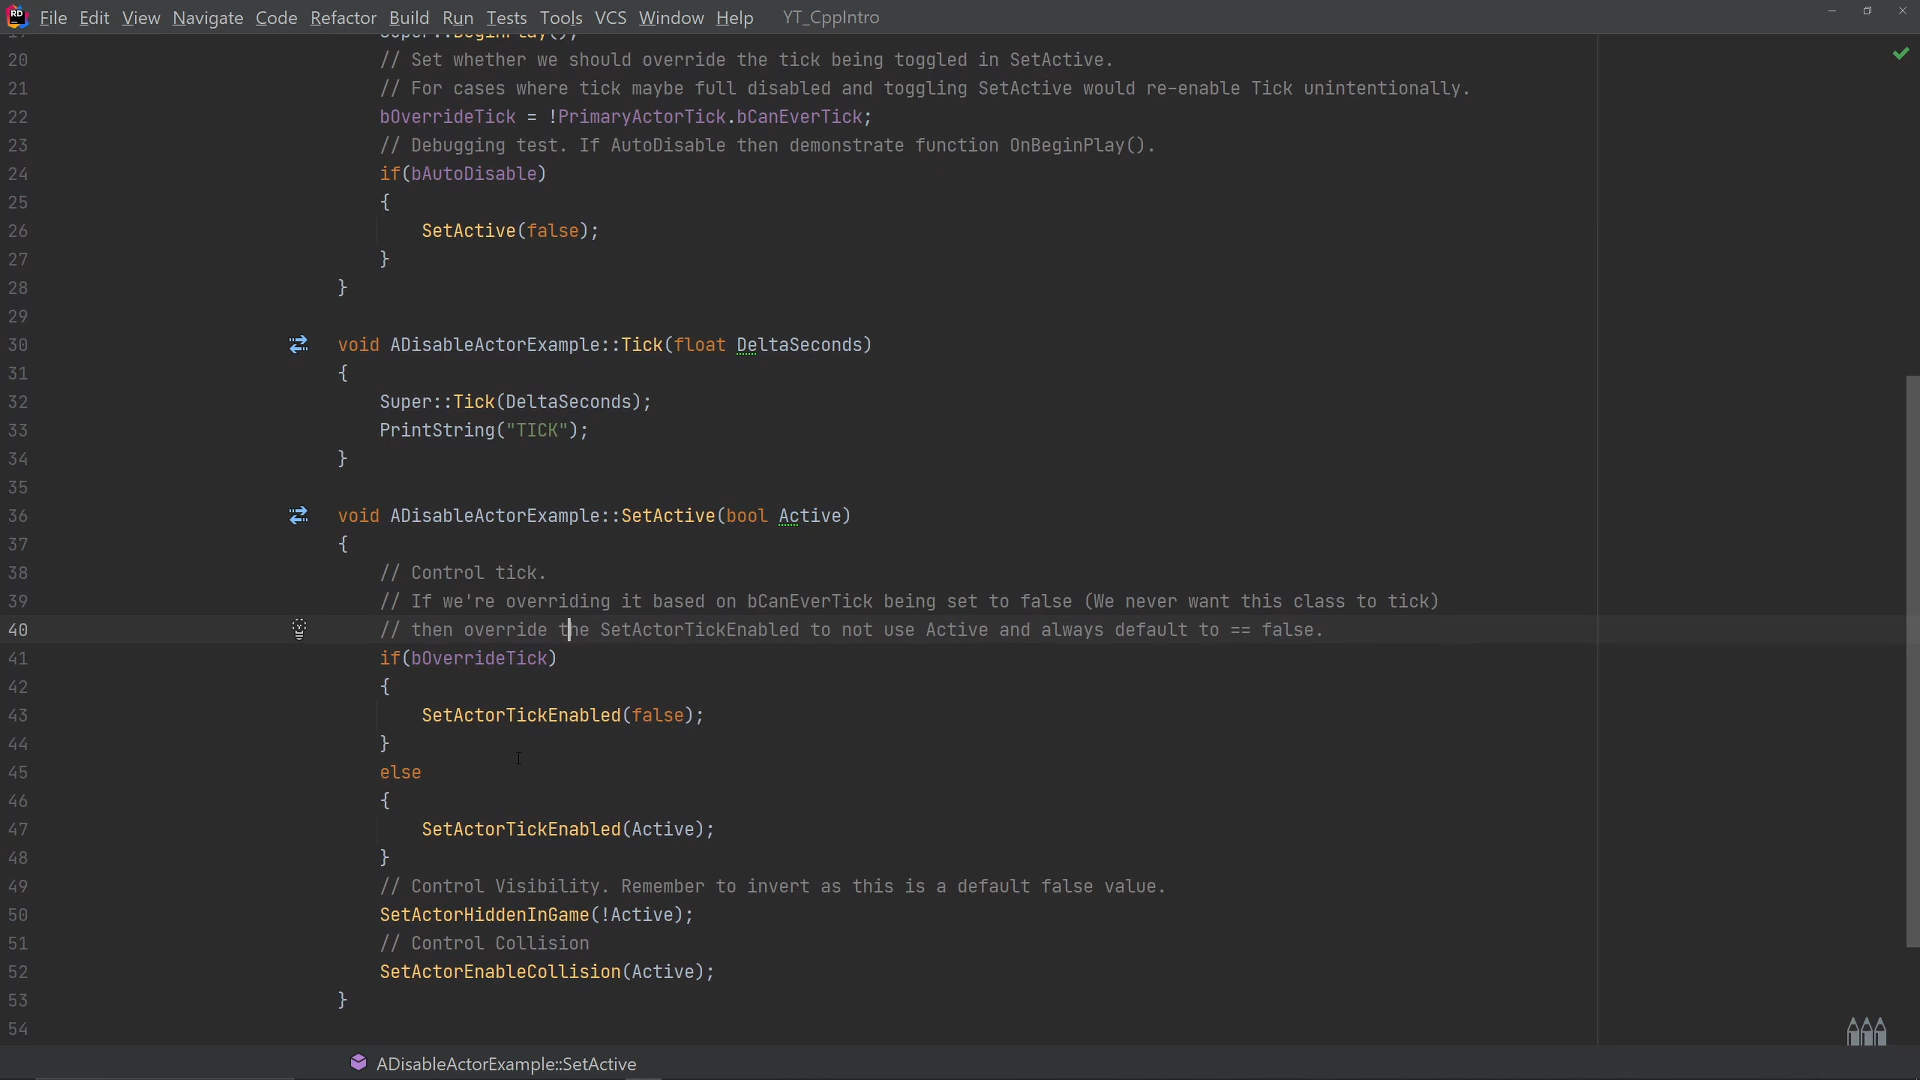 RD File Edit View Navigate Code Refactor Build Run Tests Tools VCS Window Help YT_CppIntro
19 Super::BeginPlay();
20 // Set whether we should override the tick being toggled in SetActive.
21 // For cases where tick maybe full disabled and toggling SetActive would re-enable Tick unintentionally.
22 bOverrideTick = !PrimaryActorTick.bCanEverTick;
23 // Debugging test. If AutoDisable then demonstrate function OnBeginPlay().
24 if(bAutoDisable)
25 {
26 SetActive(false);
27 }
28 }
29
30 void ADisableActorExample::Tick(float DeltaSeconds)
31 {
32 Super::Tick(DeltaSeconds);
33 PrintString("TICK");
34 }
35
36 void ADisableActorExample::SetActive(bool Active)
37 {
38 // Control tick.
39 // If we're overriding it based on bCanEverTick being set to false (We never want this class to tick)
40 // then override the SetActorTickEnabled to not use Active and always default to == false.
41 if(bOverrideTick)
42 {
43 SetActorTickEnabled(false);
44 }
45 else
46 {
47 SetActorTickEnabled(Active);
48 }
49 // Control Visibility. Remember to invert as this is a default false value.
50 SetActorHiddenInGame(!Active);
51 // Control Collision
52 SetActorEnableCollision(Active);
53 }
54
ADisableActorExample::SetActive